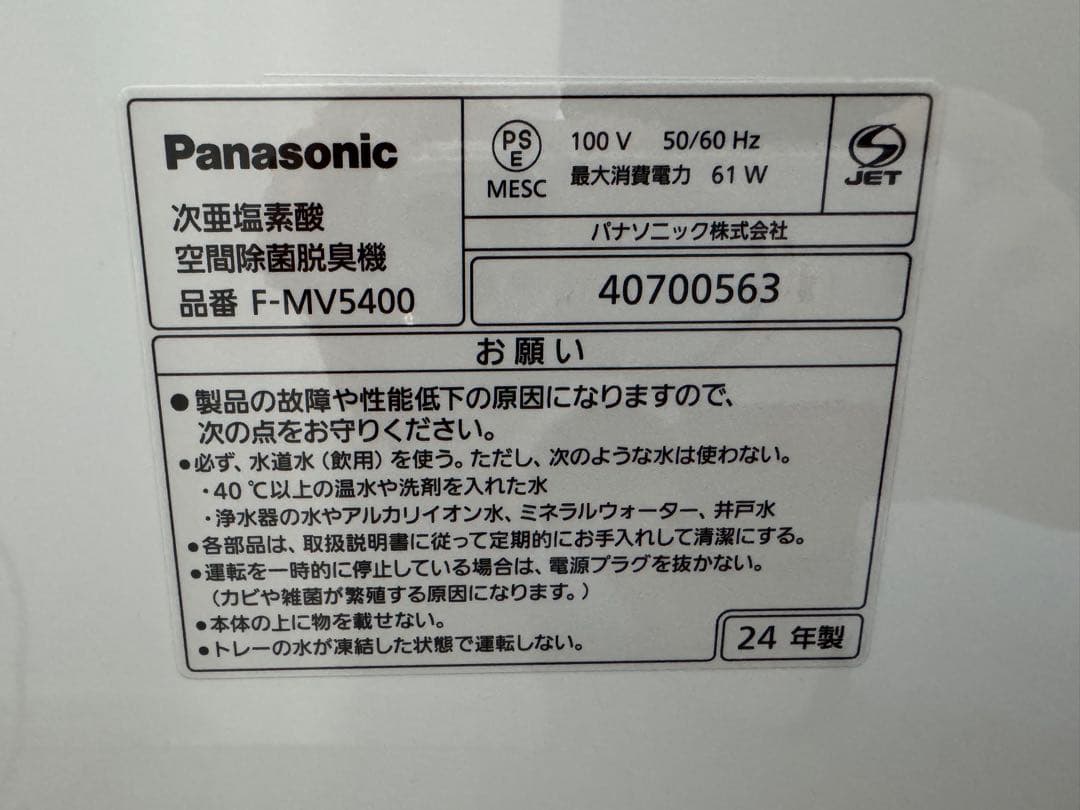 Panasonic
次亜塩素酸
空間除菌脱臭機
品番 F-MV5400
PS
E
MESC
100 V 50/60 Hz
最大消費電力 61 W
S
JET
パナソニック株式会社
40700563
お願い
●製品の故障や性能低下の原因になりますので、
次の点をお守りください。
●必ず、水道水（飲用）を使う。ただし、次のような水は使わない。
・40 ℃以上の温水や洗剤を入れた水
・浄水器の水やアルカリイオン水、ミネラルウォーター、井戸水
●各部品は、取扱説明書に従って定期的にお手入れして清潔にする。
●運転を一時的に停止している場合は、電源プラグを抜かない。
（カビや雑菌が繁殖する原因になります。）
●本体の上に物を載せない。
●トレーの水が凍結した状態で運転しない。
24 年製